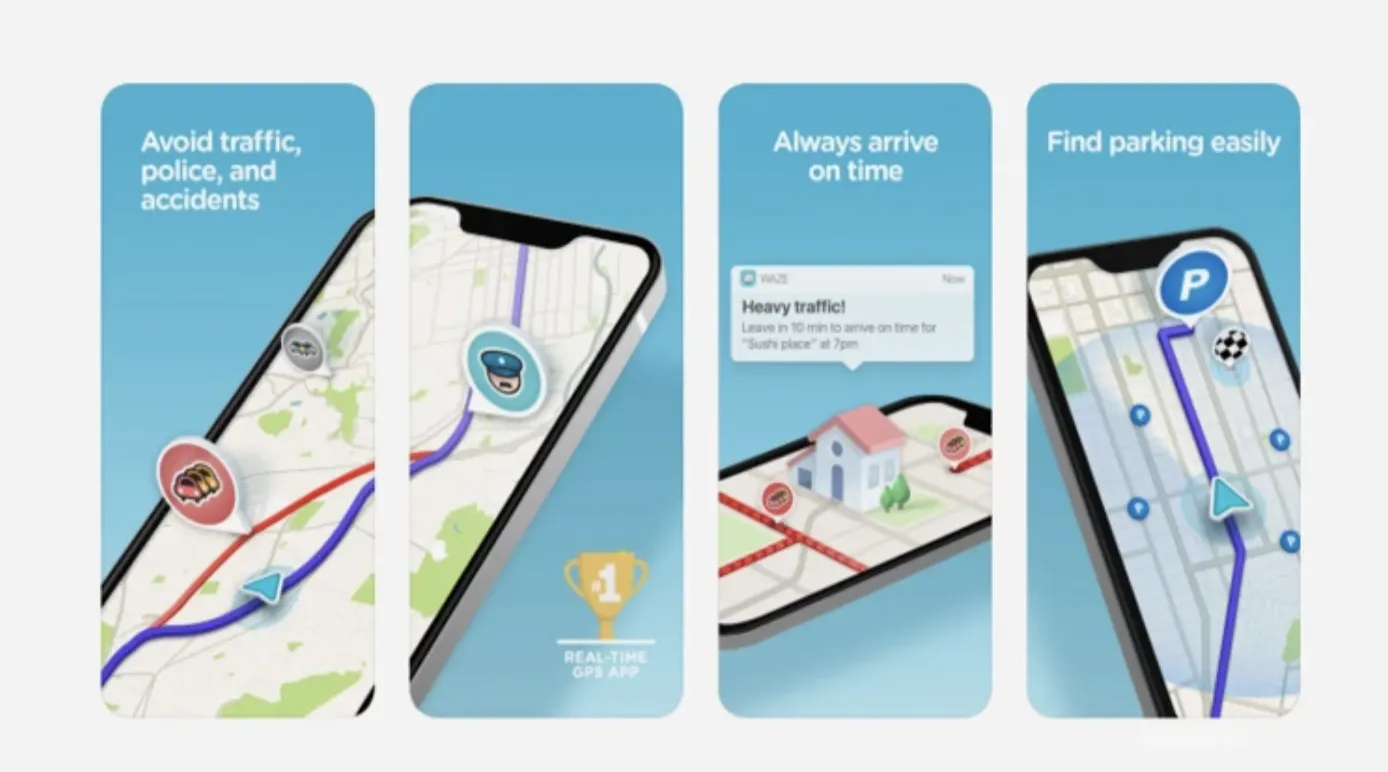 Avoid traffic,
police, and
accidents
#1
REAL-TIME
GPS APP
Always arrive
on time
WAZE
Now
Heavy traffic!
Leave in 10 min to arrive on time for
"Sushi place" at 7pm
Find parking easily
P
P
P
P
P